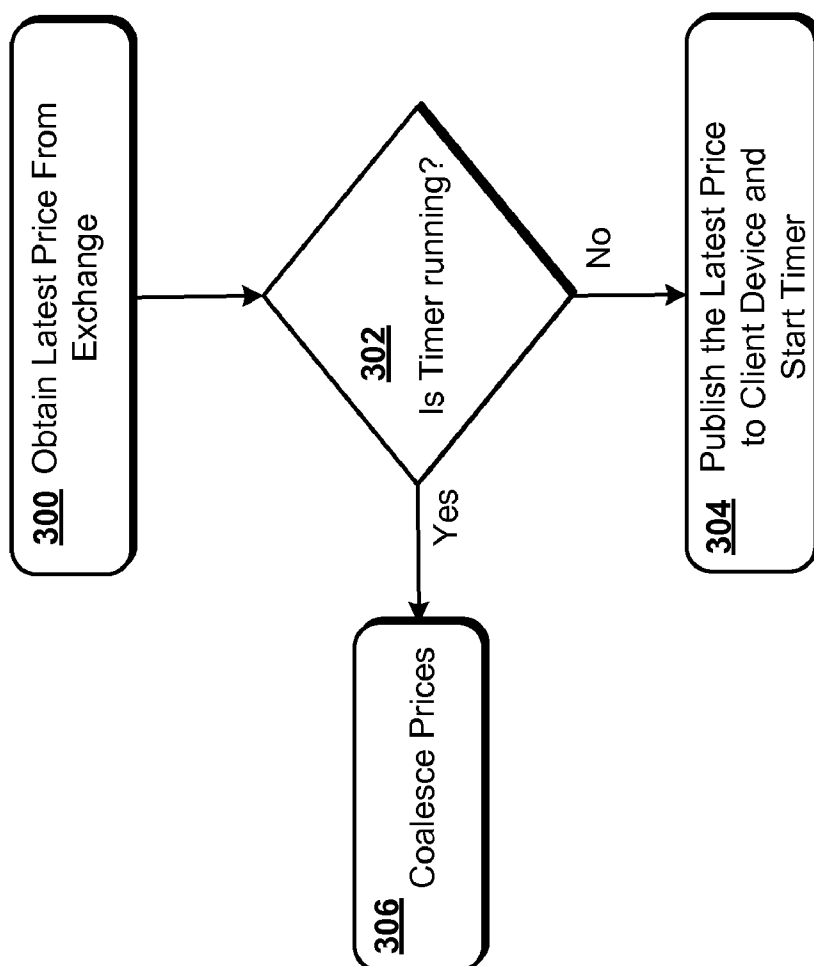 300 Obtain Latest Price From
Exchange
302
Is Timer running?
Yes
No
306 Coalesce Prices
304 Publish the Latest Price
to Client Device and
Start Timer